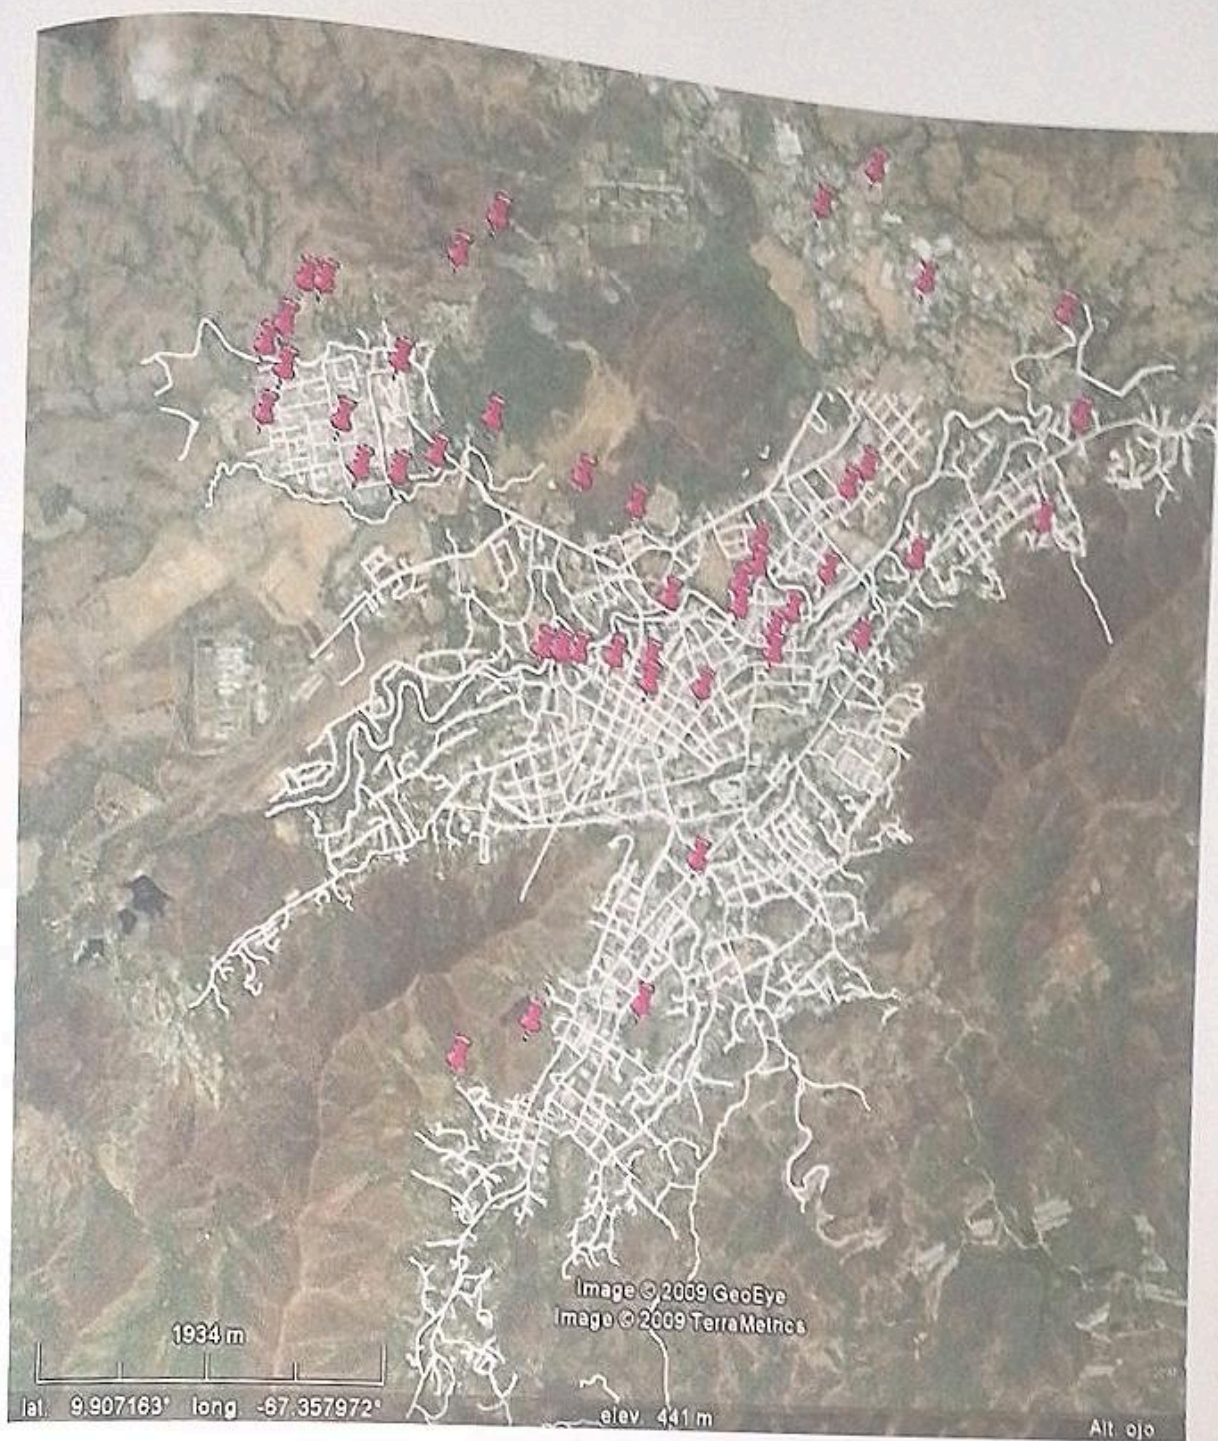 Image © 2009 GeoEye
Image © 2009 TerraMetrics
1934 m
lat. 9.907163° long -67.357972°
elev 441 m
Alt ojo